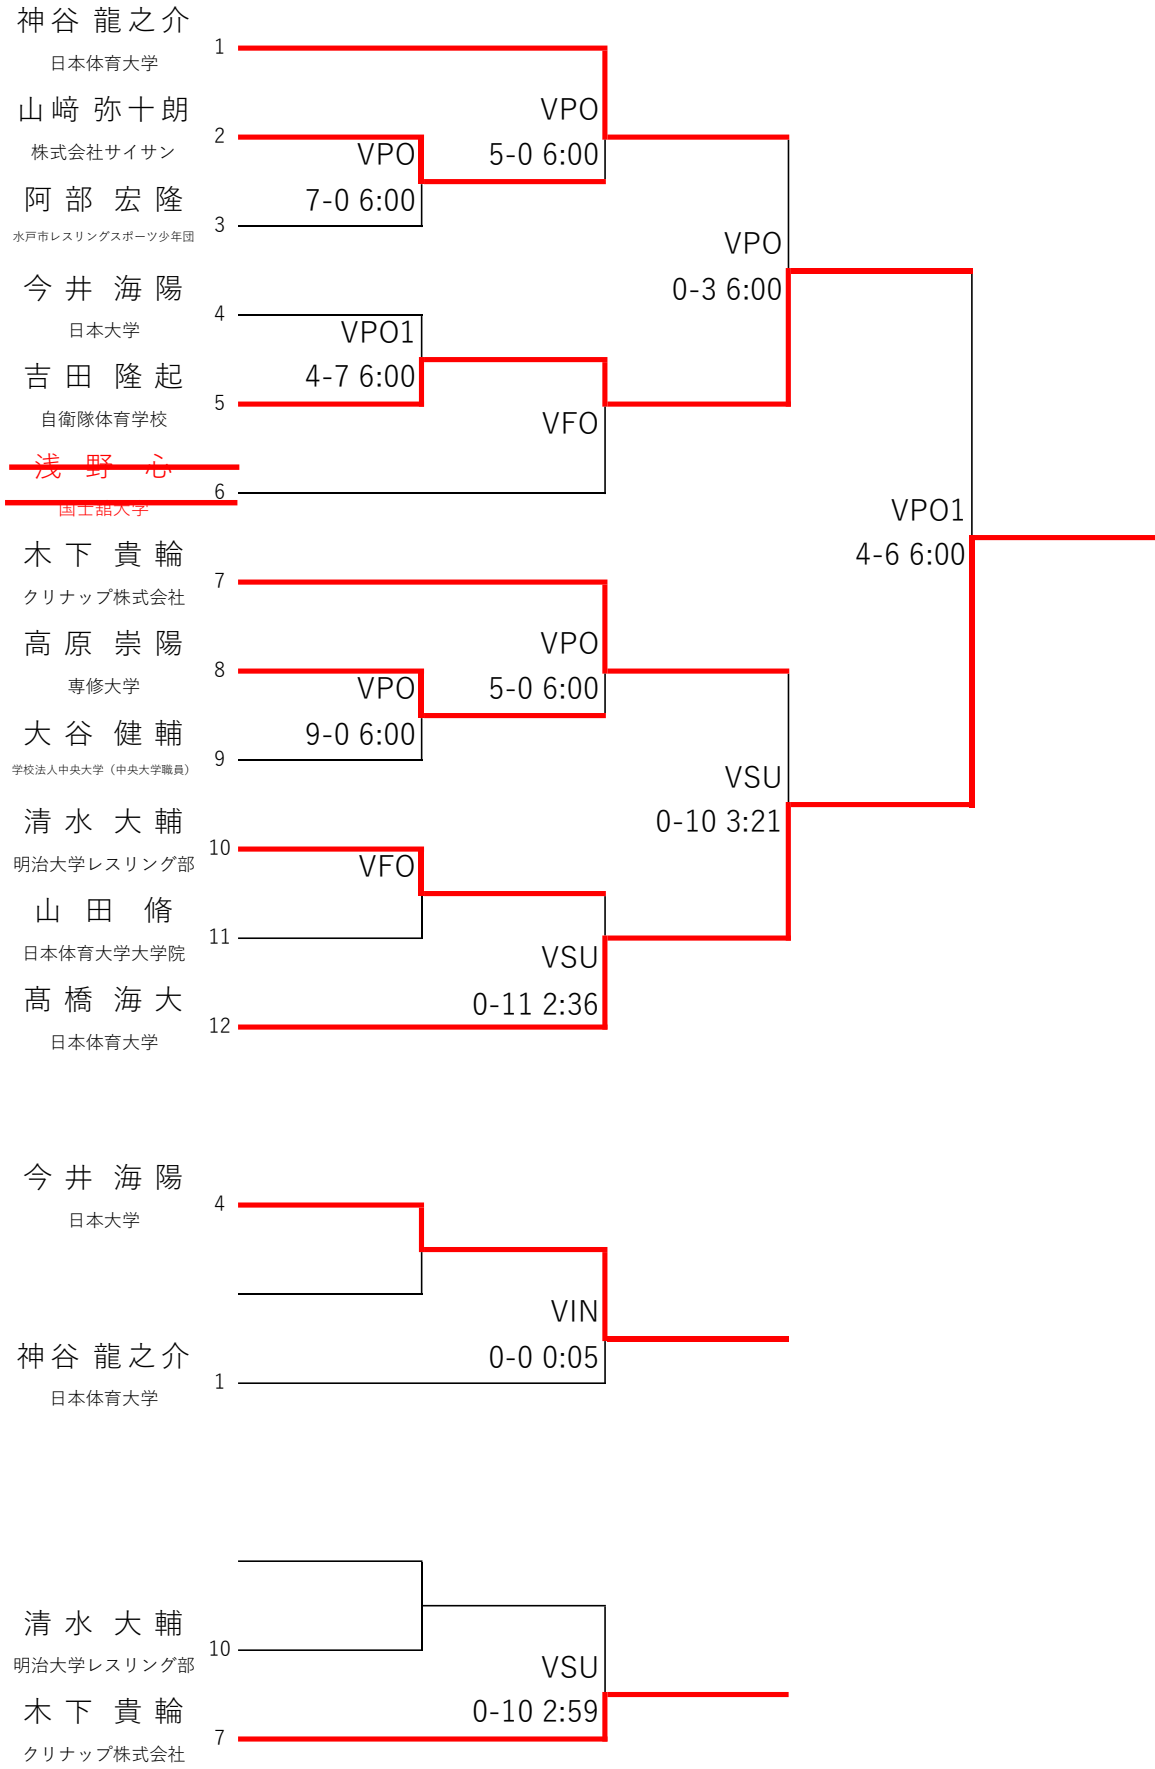 神谷 龍之介
1
日本体育大学
山﨑 弥十朗
VPO
2
株式会社サイサン
VPO
5-0 6:00
阿部 宏隆
7-0 6:00
3
水戸市レスリングスポーツ少年団
VPO
今井 海陽
0-3 6:00
4
日本大学
VPO1
吉田 隆起
4-7 6:00
5
自衛隊体育学校
VFO
浅野 心
6
国士舘大学
VPO1
木下 貴輪
4-6 6:00
7
クリナップ株式会社
高原 崇陽
VPO
8
専修大学
VPO
5-0 6:00
大谷 健輔
9-0 6:00
9
学校法人中央大学（中央大学職員）
VSU
清水 大輔
0-10 3:21
10
明治大学レスリング部
VFO
山田 脩
11
日本体育大学大学院
VSU
髙橋 海大
0-11 2:36
12
日本体育大学
今井 海陽
4
日本大学
VIN
神谷 龍之介
0-0 0:05
1
日本体育大学
清水 大輔
10
明治大学レスリング部
VSU
木下 貴輪
0-10 2:59
7
クリナップ株式会社